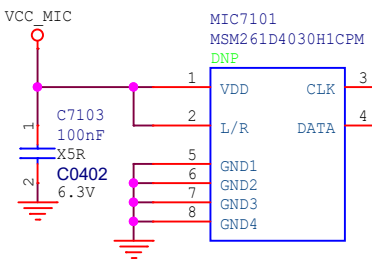 VCC_MIC
MIC7101
MSM261D4030H1CPM
DNP
1 VDD CLK 3
2 L/R DATA 4
5 GND1
6 GND2
7 GND3
8 GND4
1
C7103
100nF
X5R
C0402
6.3V
2